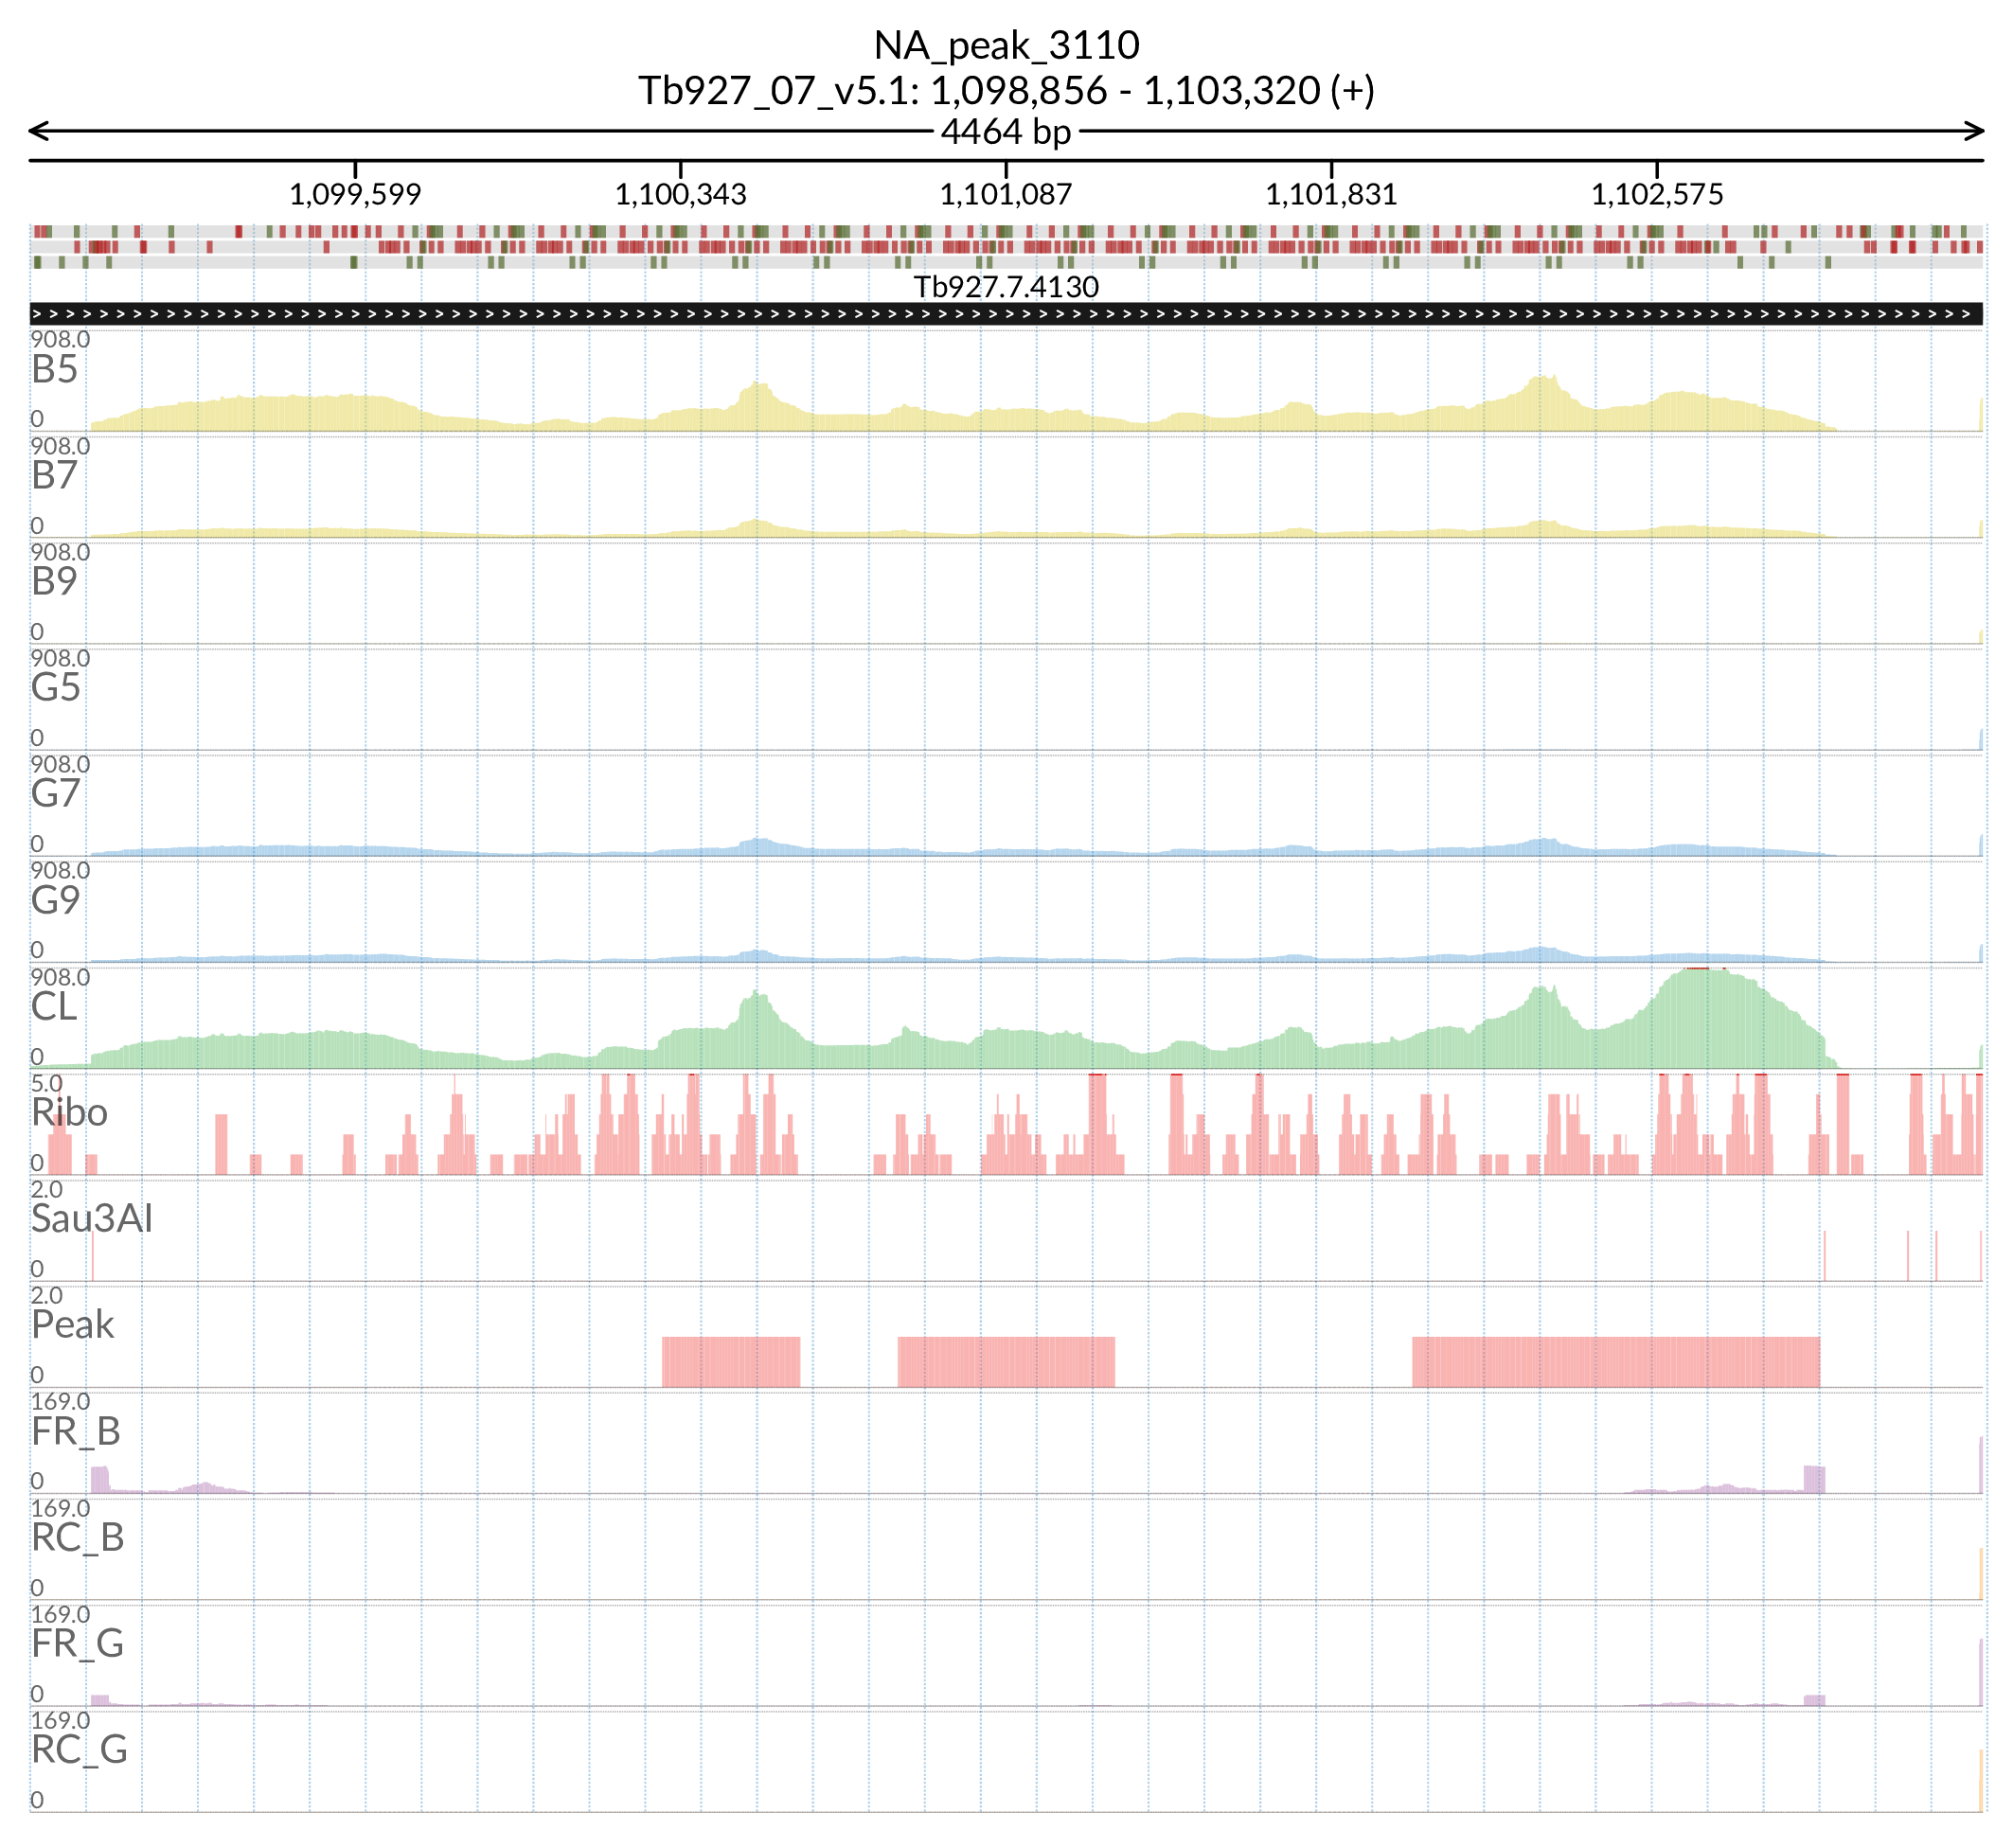 NA_peak_3110
Tb927_07_v5.1: 1,098,856 - 1,103,320 (+)
4464 bp
1,099,599 1,100,343 1,101,087 1,101,831 1,102,575
Tb927.7.4130
908.0
B5
0
908.0
B7
0
908.0
B9
0
908.0
G5
0
908.0
G7
0
908.0
G9
0
908.0
CL
0
5.0
Ribo
0
2.0
Sau3AI
0
2.0
Peak
0
169.0
FR_B
0
169.0
RC_B
0
169.0
FR_G
0
169.0
RC_G
0